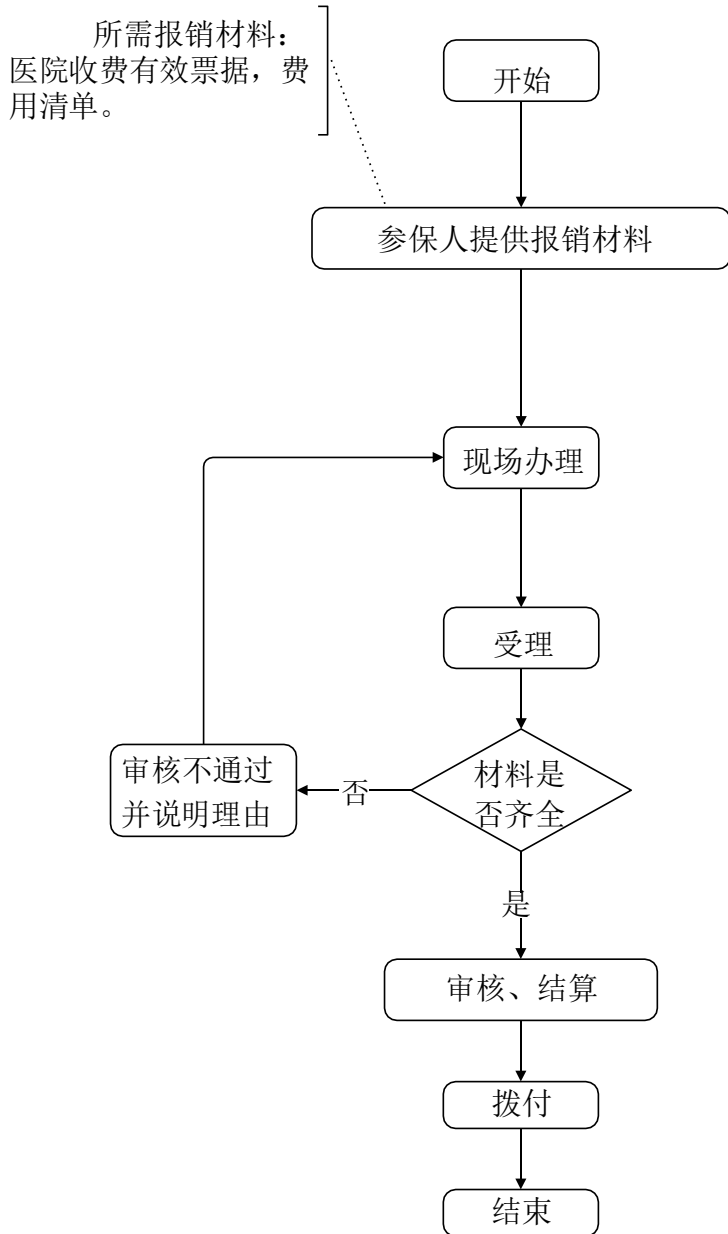 所需报销材料：
医院收费有效票据，费
用清单。
开始
参保人提供报销材料
现场办理
受理
材料是
否齐全
否
审核不通过
并说明理由
是
审核、结算
拨付
结束